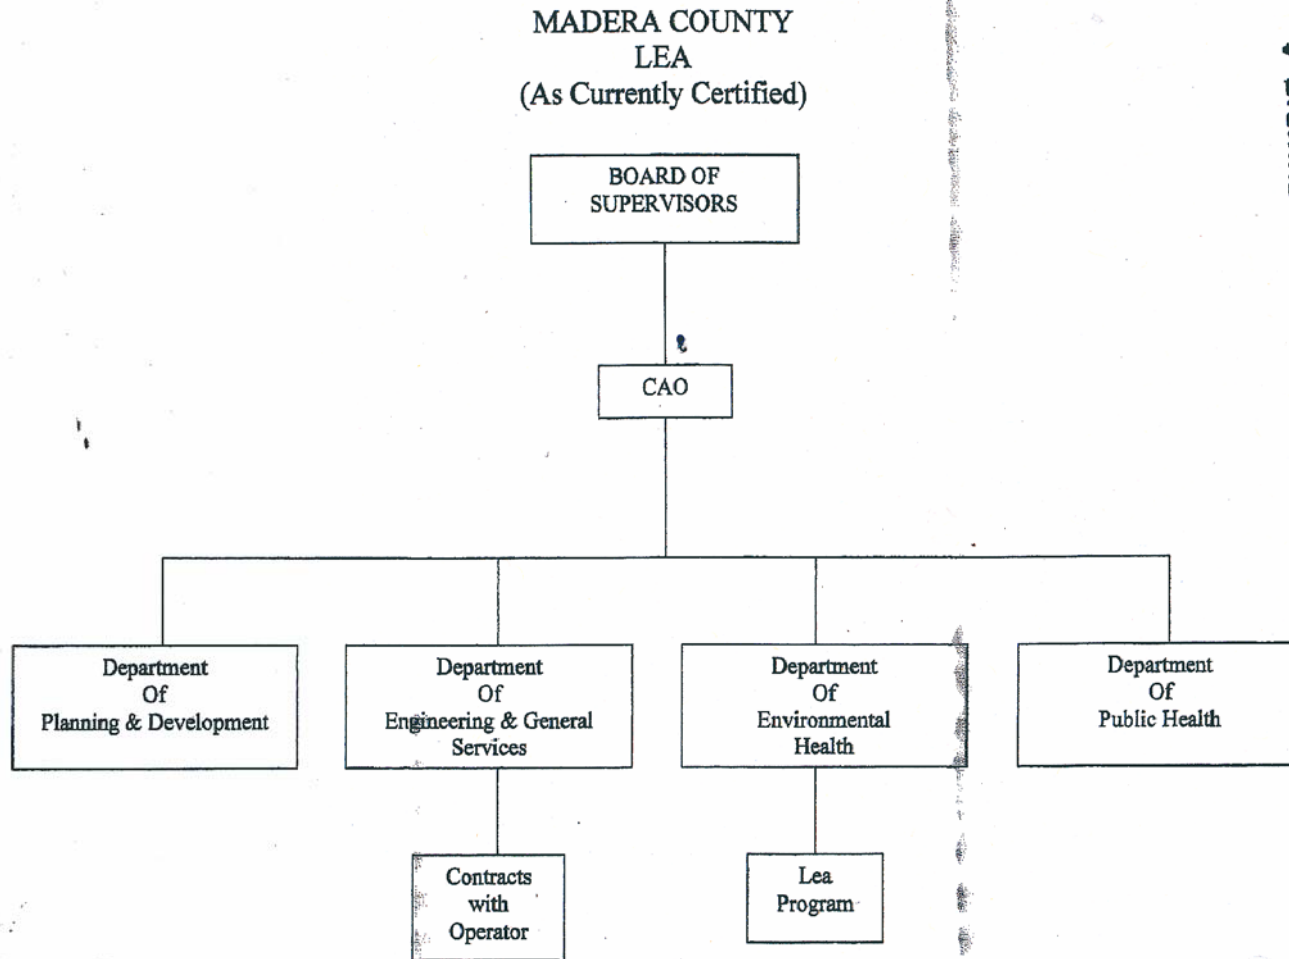 MADERA COUNTY
LEA
(As Currently Certified)
BOARD OF
SUPERVISORS
CAO
Department
Of
Planning & Development
Department
Of
Engineering & General
Services
Department
Of
Environmental
Health
Department
Of
Public Health
Contracts
with
Operator
Lea
Program